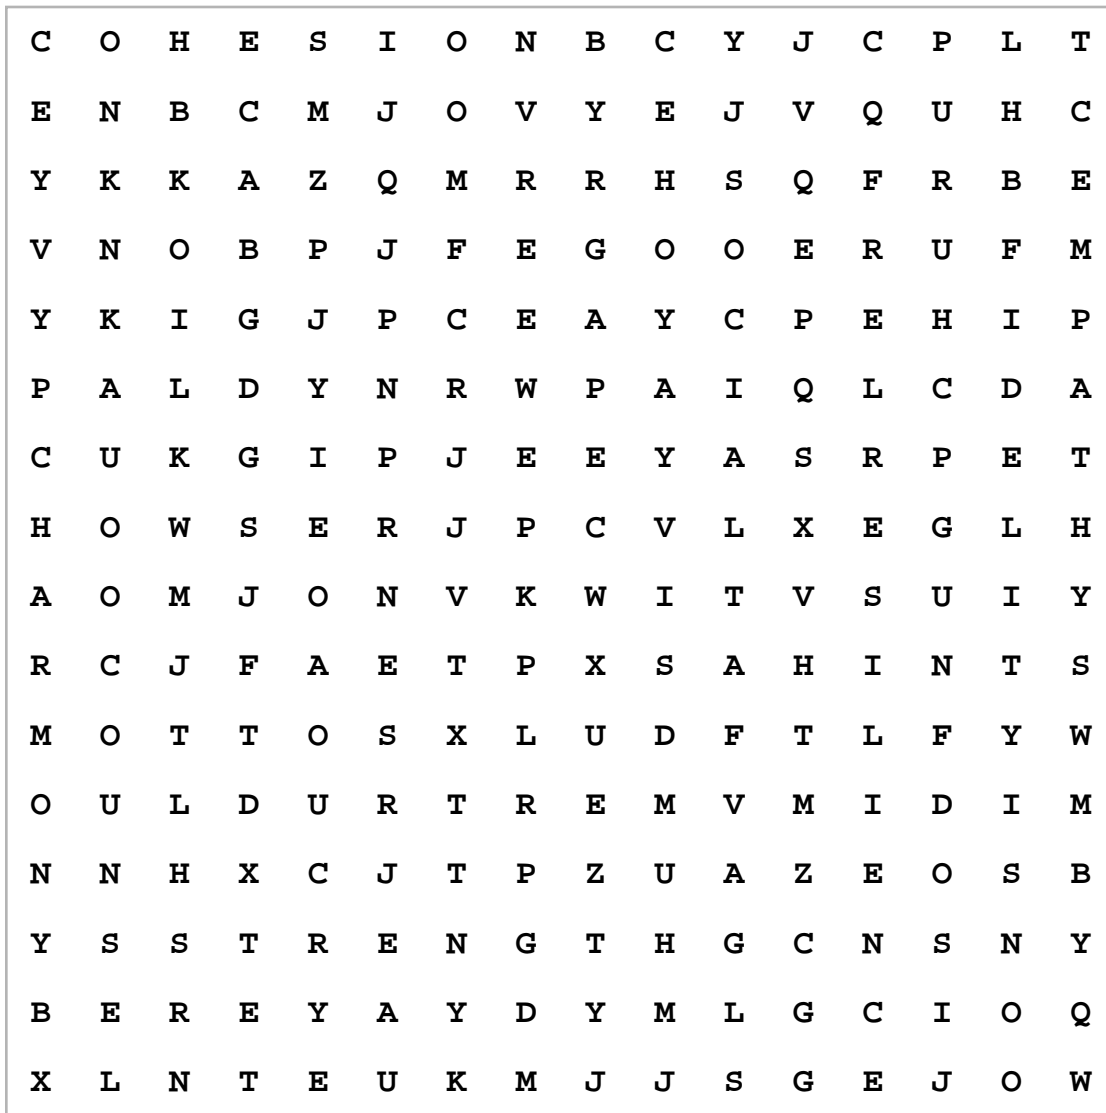 C O H E S I O N B C Y J C P L T
E N B C M J O V Y E J V Q U H C
Y K K A Z Q M R R H S Q F R B E
V N O B P J F E G O O E R U F M
Y K I G J P C E A Y C P E H I P
P A L D Y N R W P A I Q L C D A
C U K G I P J E E Y A S R P E T
H O W S E R J P C V L X E G L H
A O M J O N V K W I T V S U I Y
R C J F A E T P X S A H I N T S
M O T T O S X L U D F T L F Y W
O U L D U R T R E M V M I D I M
N N H X C J T P Z U A Z E O S B
Y S S T R E N G T H G C N S N Y
B E R E Y A Y D Y M L G C I O Q
X L N T E U K M J J S G E J O W